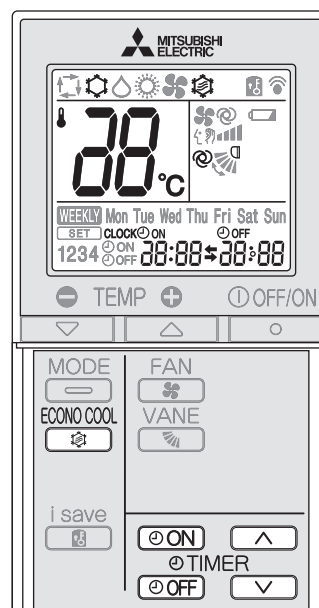 MITSUBISHI
ELECTRIC
88°C
WEEKLY Mon Tue Wed Thu Fri Sat Sun
SET CLOCK ON OFF
1234 ON OFF 88:88 88:88
TEMP OFF/ON
MODE FAN
ECONO COOL VANE
i save
ON
TIMER
OFF